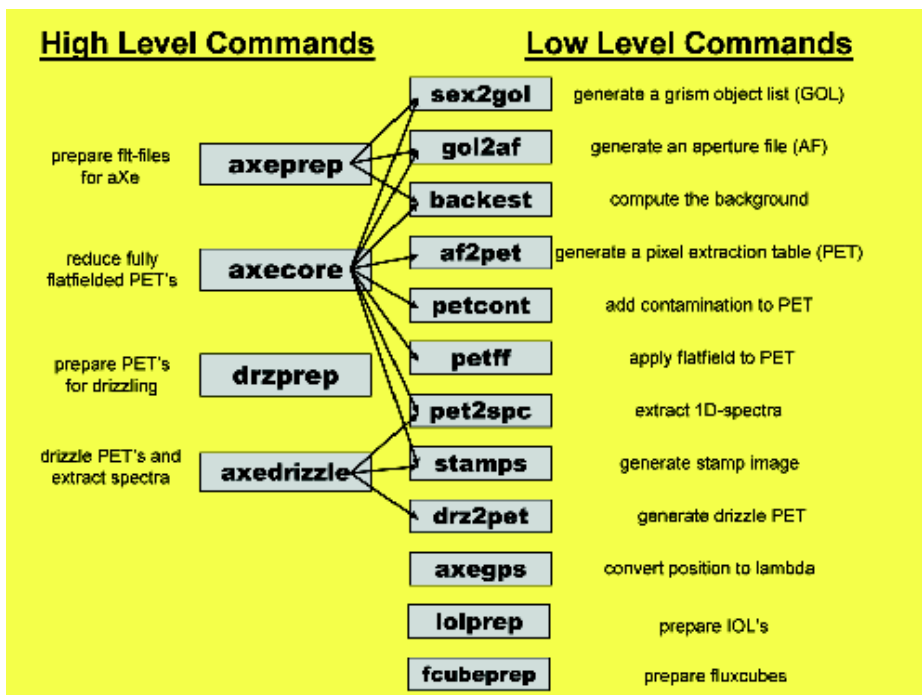 High Level Commands
Low Level Commands
sex2gol
generate a grism object list (GOL)
prepare flt-files
for aXe
axeprep
gol2af
generate an aperture file (AF)
backest
compute the background
reduce fully
flatfielded PET's
axecore
af2pet
generate a pixel extraction table (PET)
petcont
add contamination to PET
prepare PET's
for drizzling
drzprep
petff
apply flatfield to PET
pet2spc
extract 1D-spectra
drizzle PET's and
extract spectra
axedrizzle
stamps
generate stamp image
drz2pet
generate drizzle PET
axegps
convert position to lambda
iolprep
prepare IOL's
fcubeprep
prepare fluxcubes